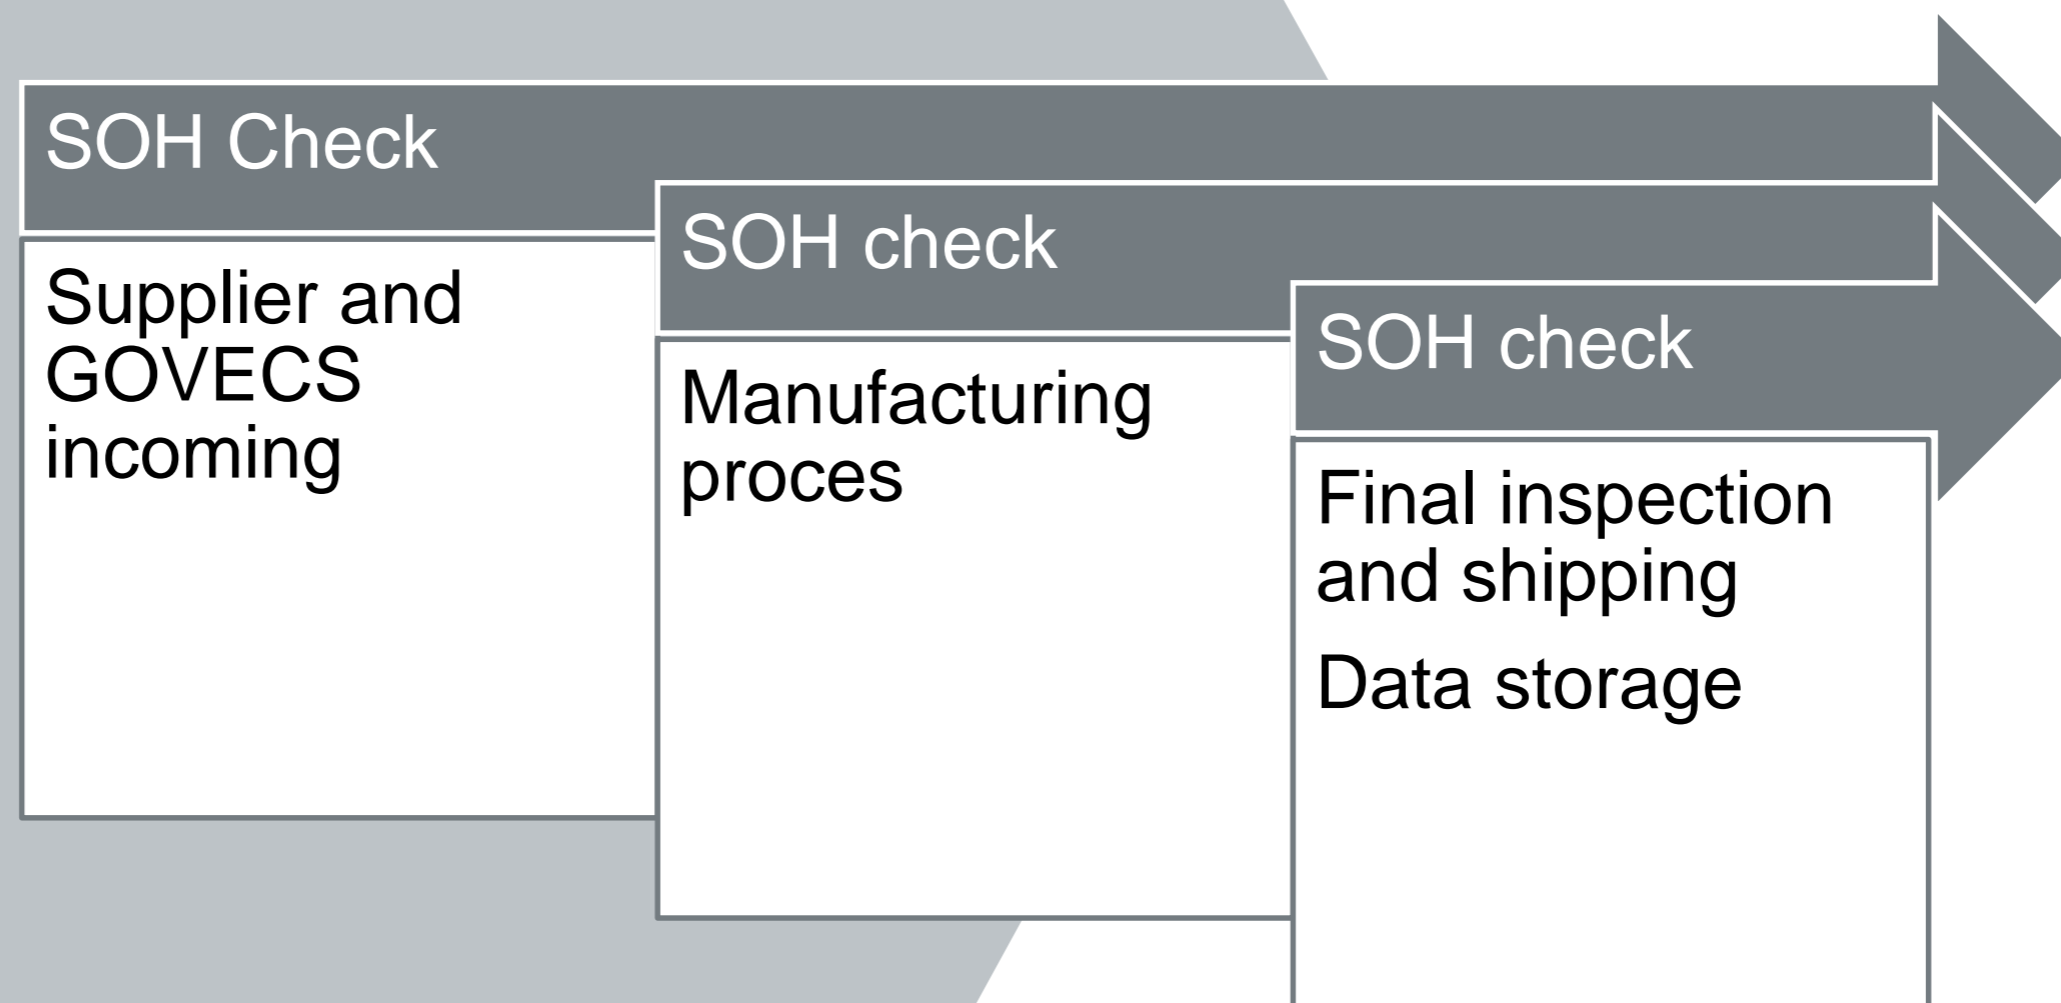 SOH Check
Supplier and
GOVECS
incoming
SOH check
Manufacturing
proces
SOH check
Final inspection
and shipping
Data storage